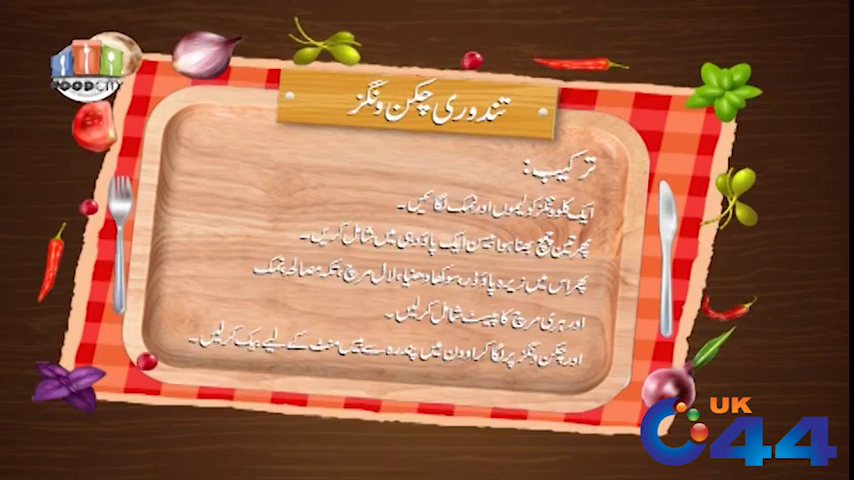 FOOD CITY
تندوری چکن ونگز
ترکیب:
ایک کلو ونگز کو لیموں اور نمک لگائیں۔
پھر تین چمچ بھنا ہوا بیسن ایک پاؤ دہی میں شامل کریں۔
پھر اس میں زیرہ پاؤڈر، سوکھا دھنیا، لال مرچ، تکہ مصالحہ، نمک
اور ہری مرچ کا پیسٹ شامل کر لیں۔
اور چکن ونگز پر لگا کر اوون میں پندرہ سے بیس منٹ کے لیے بیک کر لیں۔
UK
44